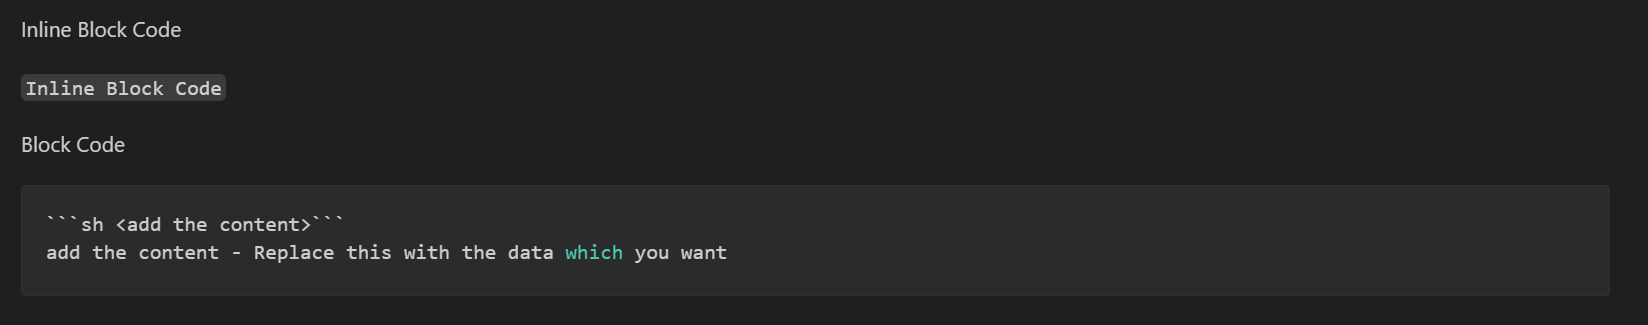 Inline Block Code
Inline Block Code
Block Code
```sh <add the content>```
add the content - Replace this with the data which you want